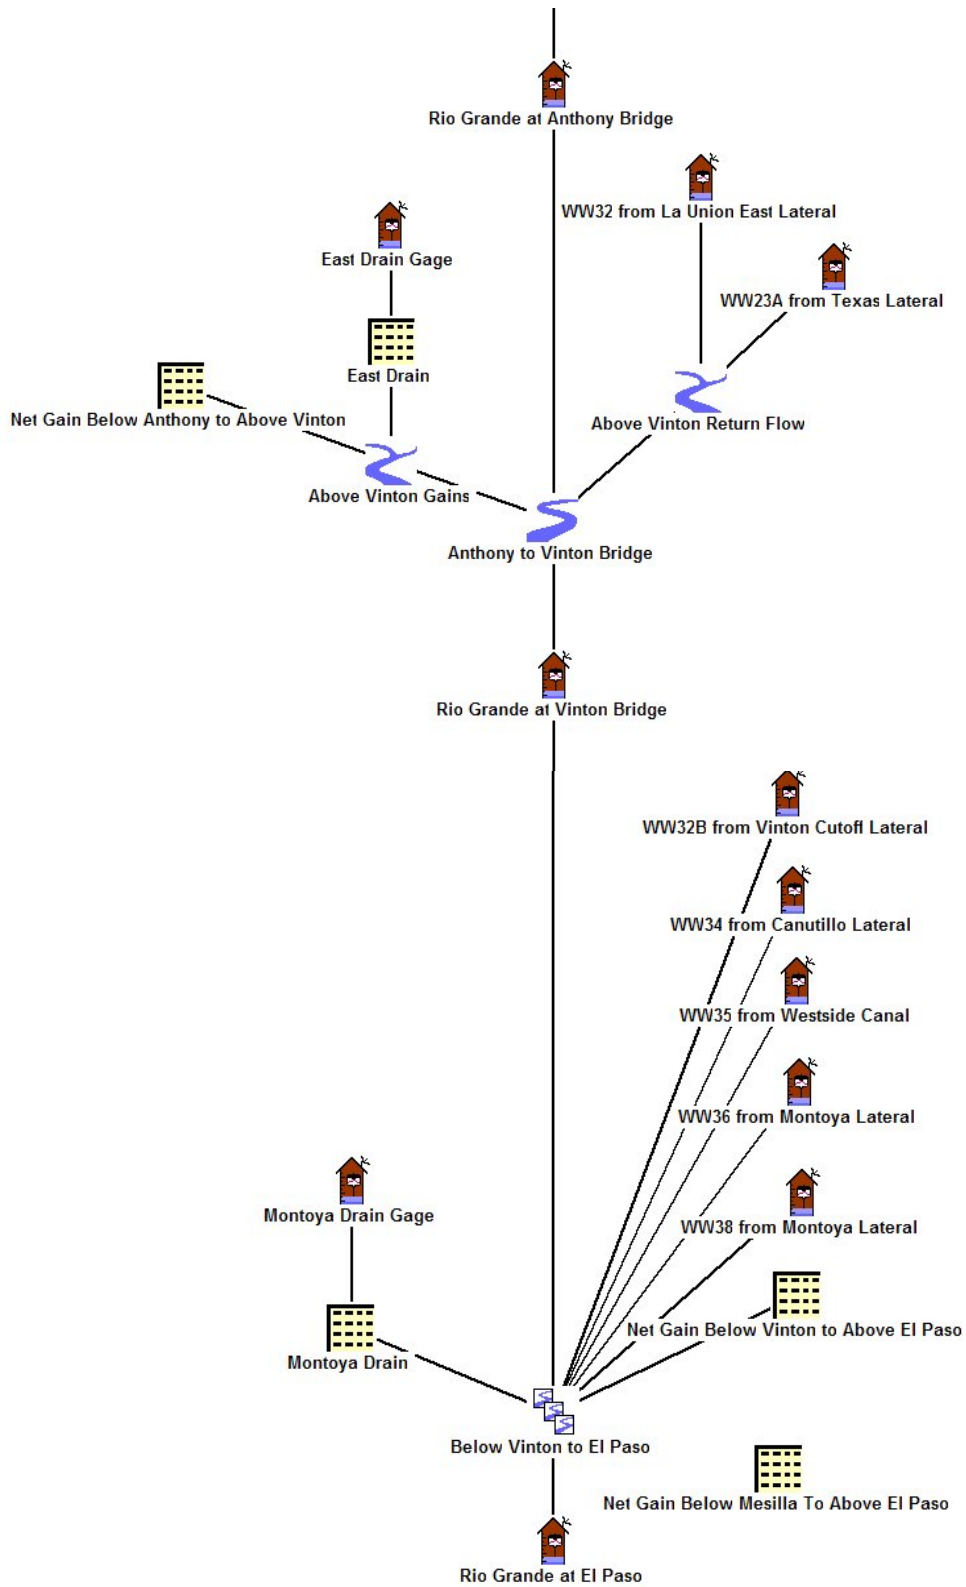 Rio Grande at Anthony Bridge
WW32 from La Union East Lateral
East Drain Gage
WW23A from Texas Lateral
East Drain
Net Gain Below Anthony to Above Vinton
Above Vinton Return Flow
Above Vinton Gains
Anthony to Vinton Bridge
Rio Grande at Vinton Bridge
WW32B from Vinton Cutoff Lateral
WW34 from Canutillo Lateral
WW35 from Westside Canal
WW36 from Montoya Lateral
Montoya Drain Gage
WW38 from Montoya Lateral
Net Gain Below Vinton to Above El Paso
Montoya Drain
Below Vinton to El Paso
Net Gain Below Mesilla To Above El Paso
Rio Grande at El Paso